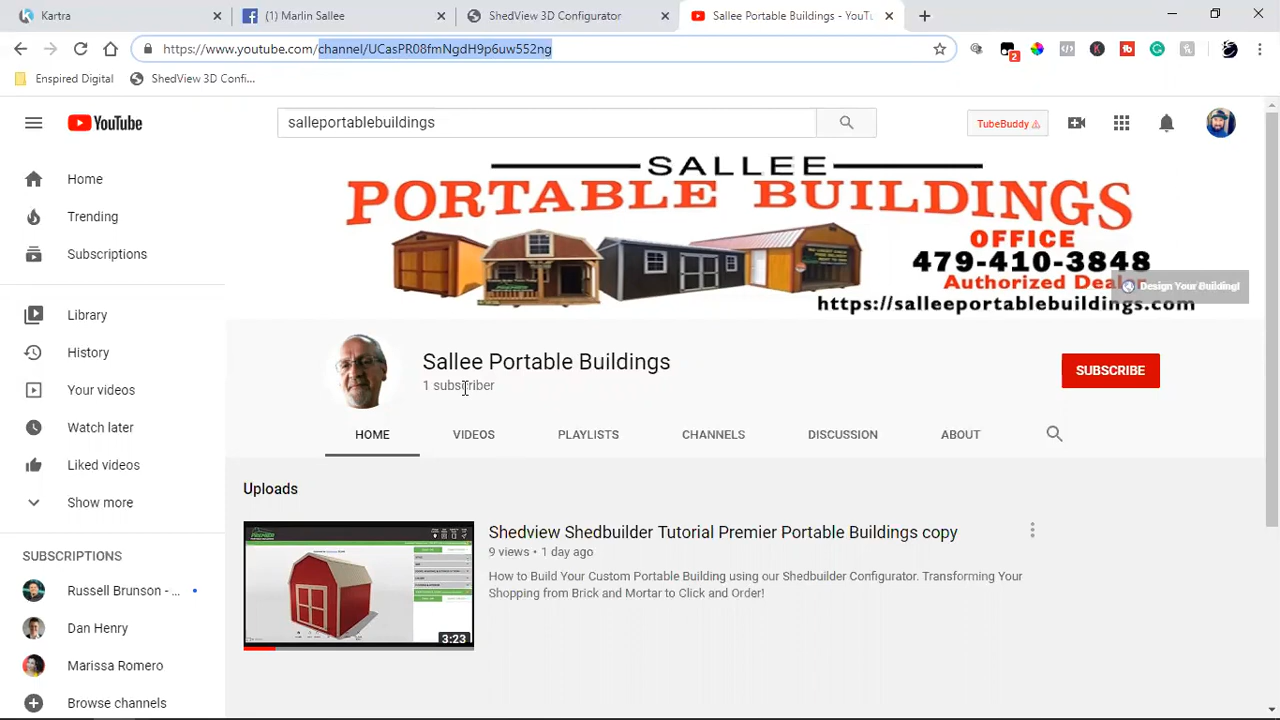 Kartra
(1) Marlin Sallee
ShedView 3D Configurator
Sallee Portable Buildings - YouTu
https://www.youtube.com/channel/UCasPR08fmNgdH9p6uw552ng
2
Enspired Digital
ShedView 3D Confi...
YouTube
salleportablebuildings
TubeBuddy
Home
Trending
Subscriptions
Library
History
Your videos
Watch later
Liked videos
Show more
SUBSCRIPTIONS
Russell Brunson - ...
Dan Henry
Marissa Romero
Browse channels
SALLEE
PORTABLE BUILDINGS
OFFICE
479-410-3848
Authorized Deal
Design Your Building!
https://salleeportablebuildings.com
Sallee Portable Buildings
1 subscriber
SUBSCRIBE
HOME
VIDEOS
PLAYLISTS
CHANNELS
DISCUSSION
ABOUT
Uploads
3:23
Shedview Shedbuilder Tutorial Premier Portable Buildings copy
9 views • 1 day ago
How to Build Your Custom Portable Building using our Shedbuilder Configurator. Transforming Your
Shopping from Brick and Mortar to Click and Order!